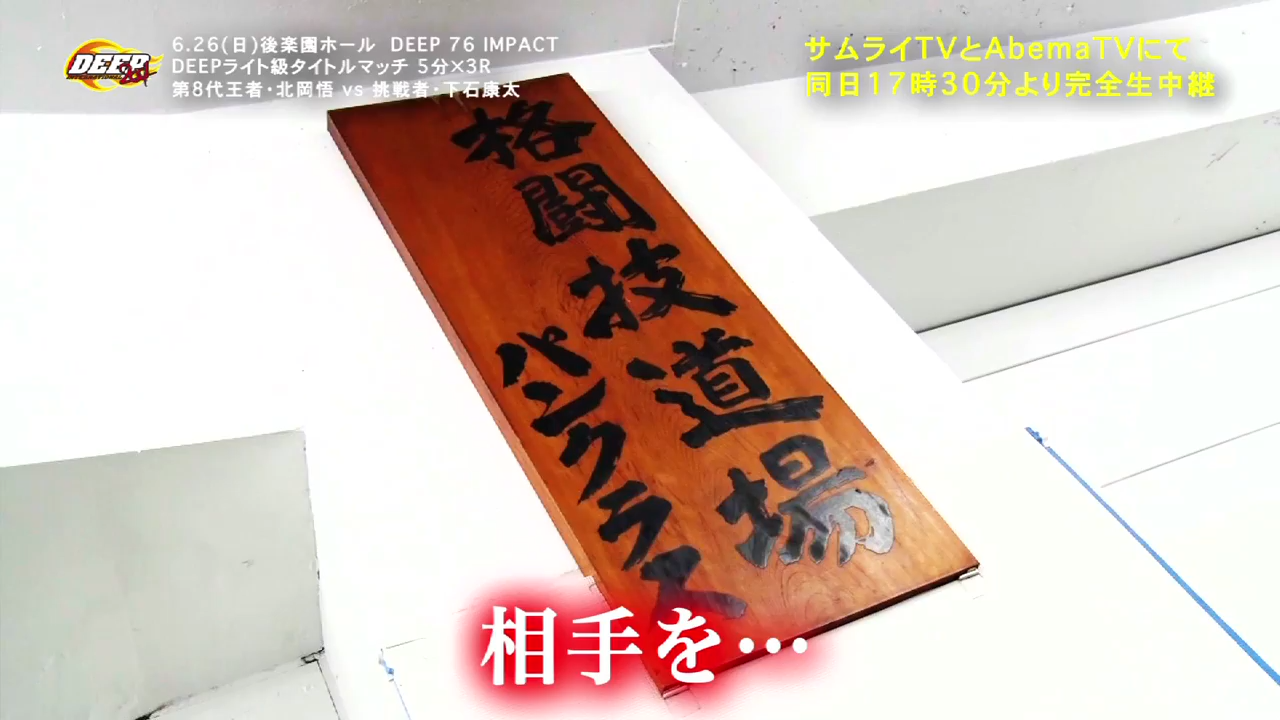 DEEP
INTERNATIONAL
6.26(日)後楽園ホール DEEP 76 IMPACT
DEEPライト級タイトルマッチ 5分×3R
第8代王者・北岡悟 vs 挑戦者・下石康太
サムライTVとAbemaTVにて
同日17時30分より完全生中継
格闘技道場
パンクラス
相手を…